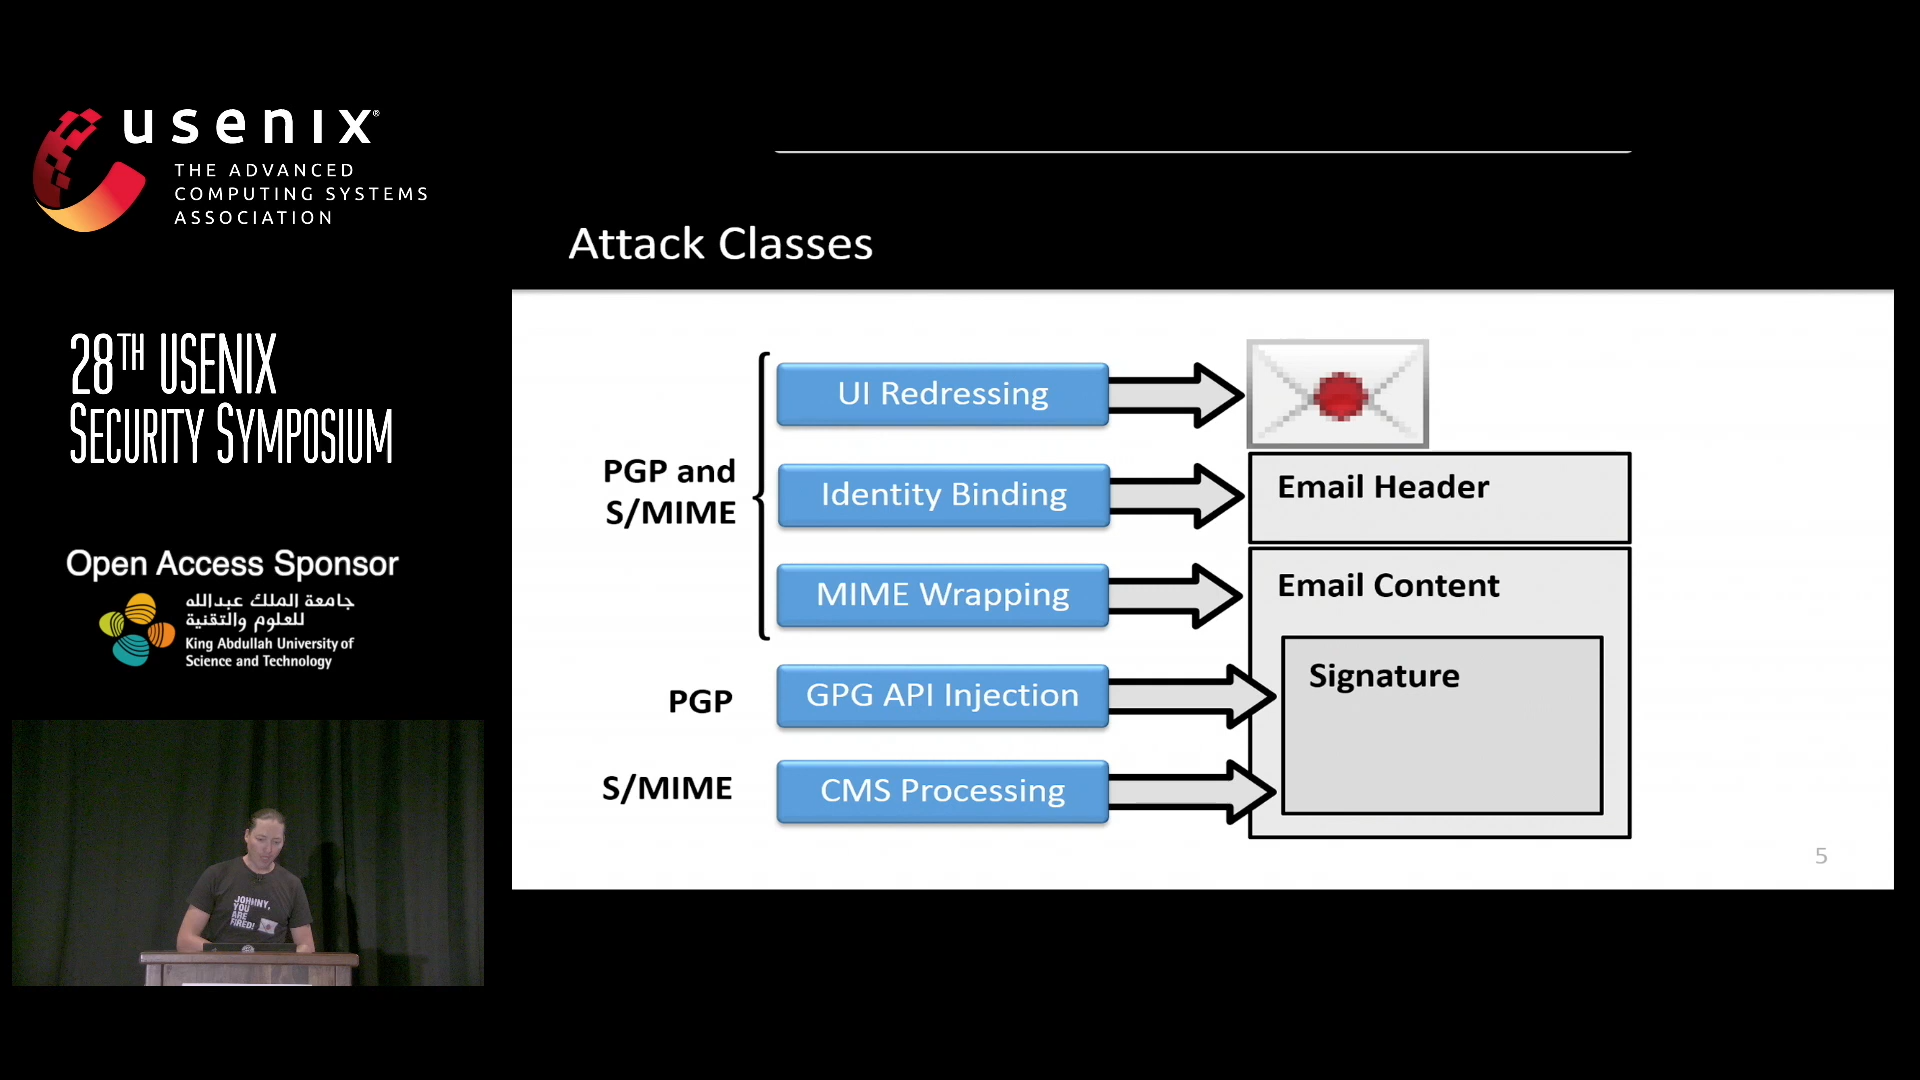 usenix®
THE ADVANCED
COMPUTING SYSTEMS
ASSOCIATION
28TH USENIX
SECURITY SYMPOSIUM
Open Access Sponsor
جامعة الملك عبدالله
للعلوم والتقنية
King Abdullah University of
Science and Technology
JOHNNY,
YOU
ARE
FIRED!
Attack Classes
PGP and
S/MIME
UI Redressing
Identity Binding
Email Header
MIME Wrapping
Email Content
PGP
GPG API Injection
Signature
S/MIME
CMS Processing
5